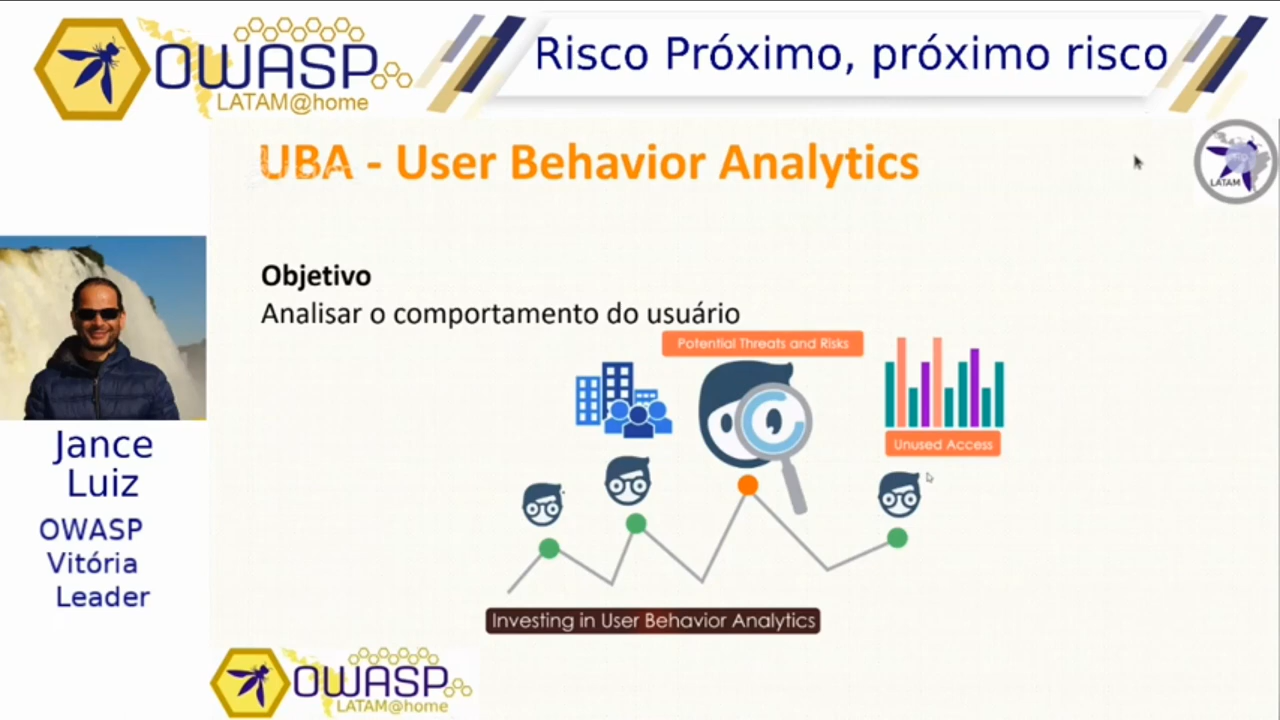 OWASP
LATAM@home
Risco Próximo, próximo risco
UBA - User Behavior Analytics
LATAM
Objetivo
Analisar o comportamento do usuário
Potential Threats and Risks
Unused Access
Jance
Luiz
OWASP
Vitória
Leader
Investing in User Behavior Analytics
OWASP
LATAM@home